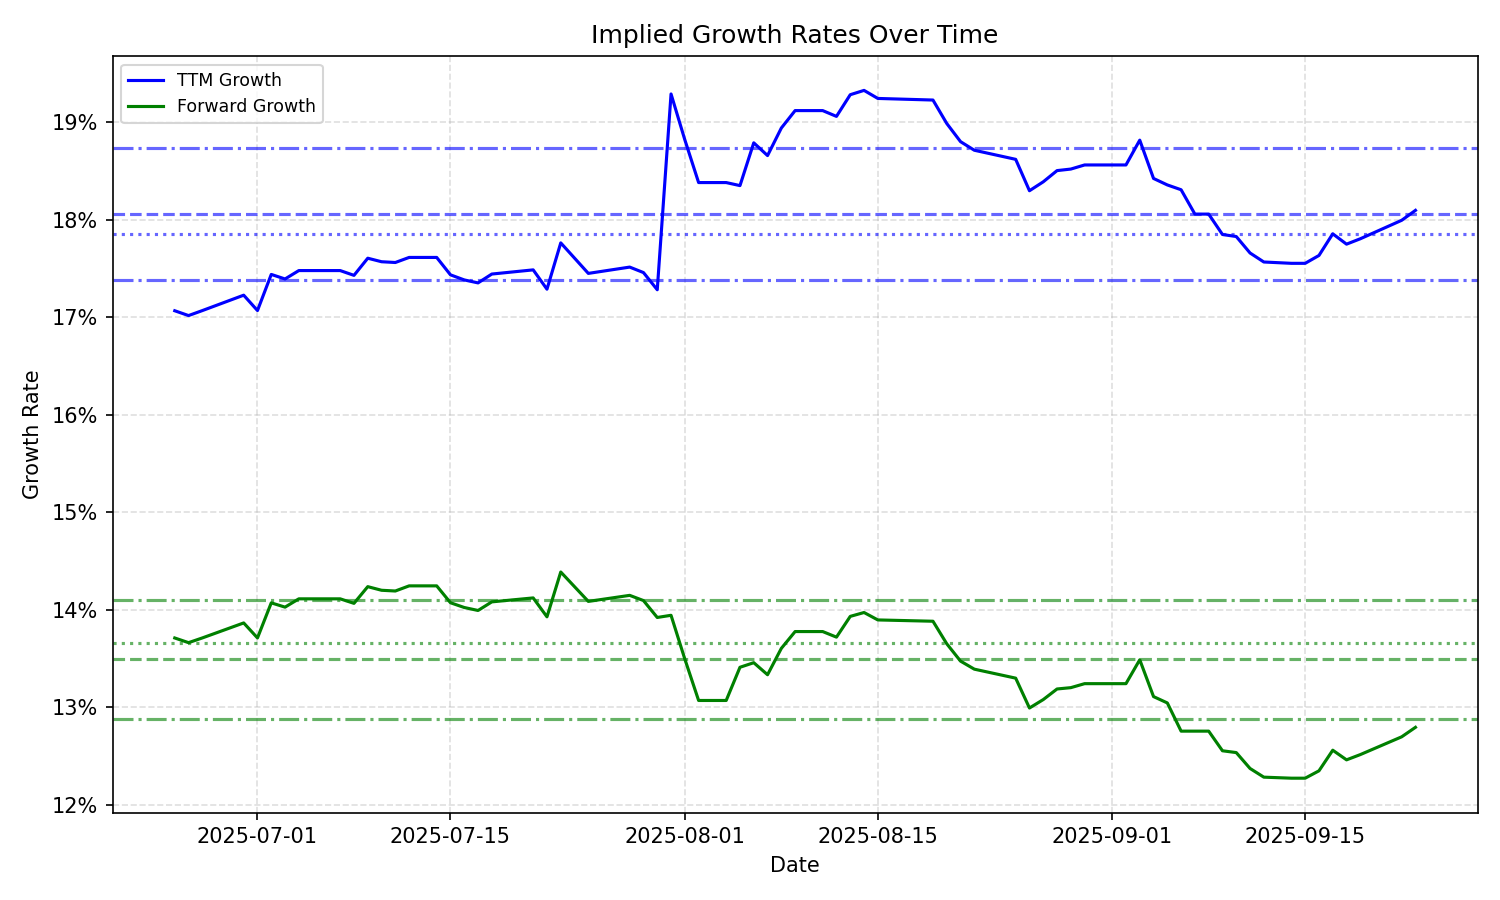 Implied Growth Rates Over Time
TTM Growth
Forward Growth
19%
18%
17%
16%
15%
14%
13%
12%
Growth Rate
2025-07-01
2025-07-15
2025-08-01
2025-08-15
2025-09-01
2025-09-15
Date